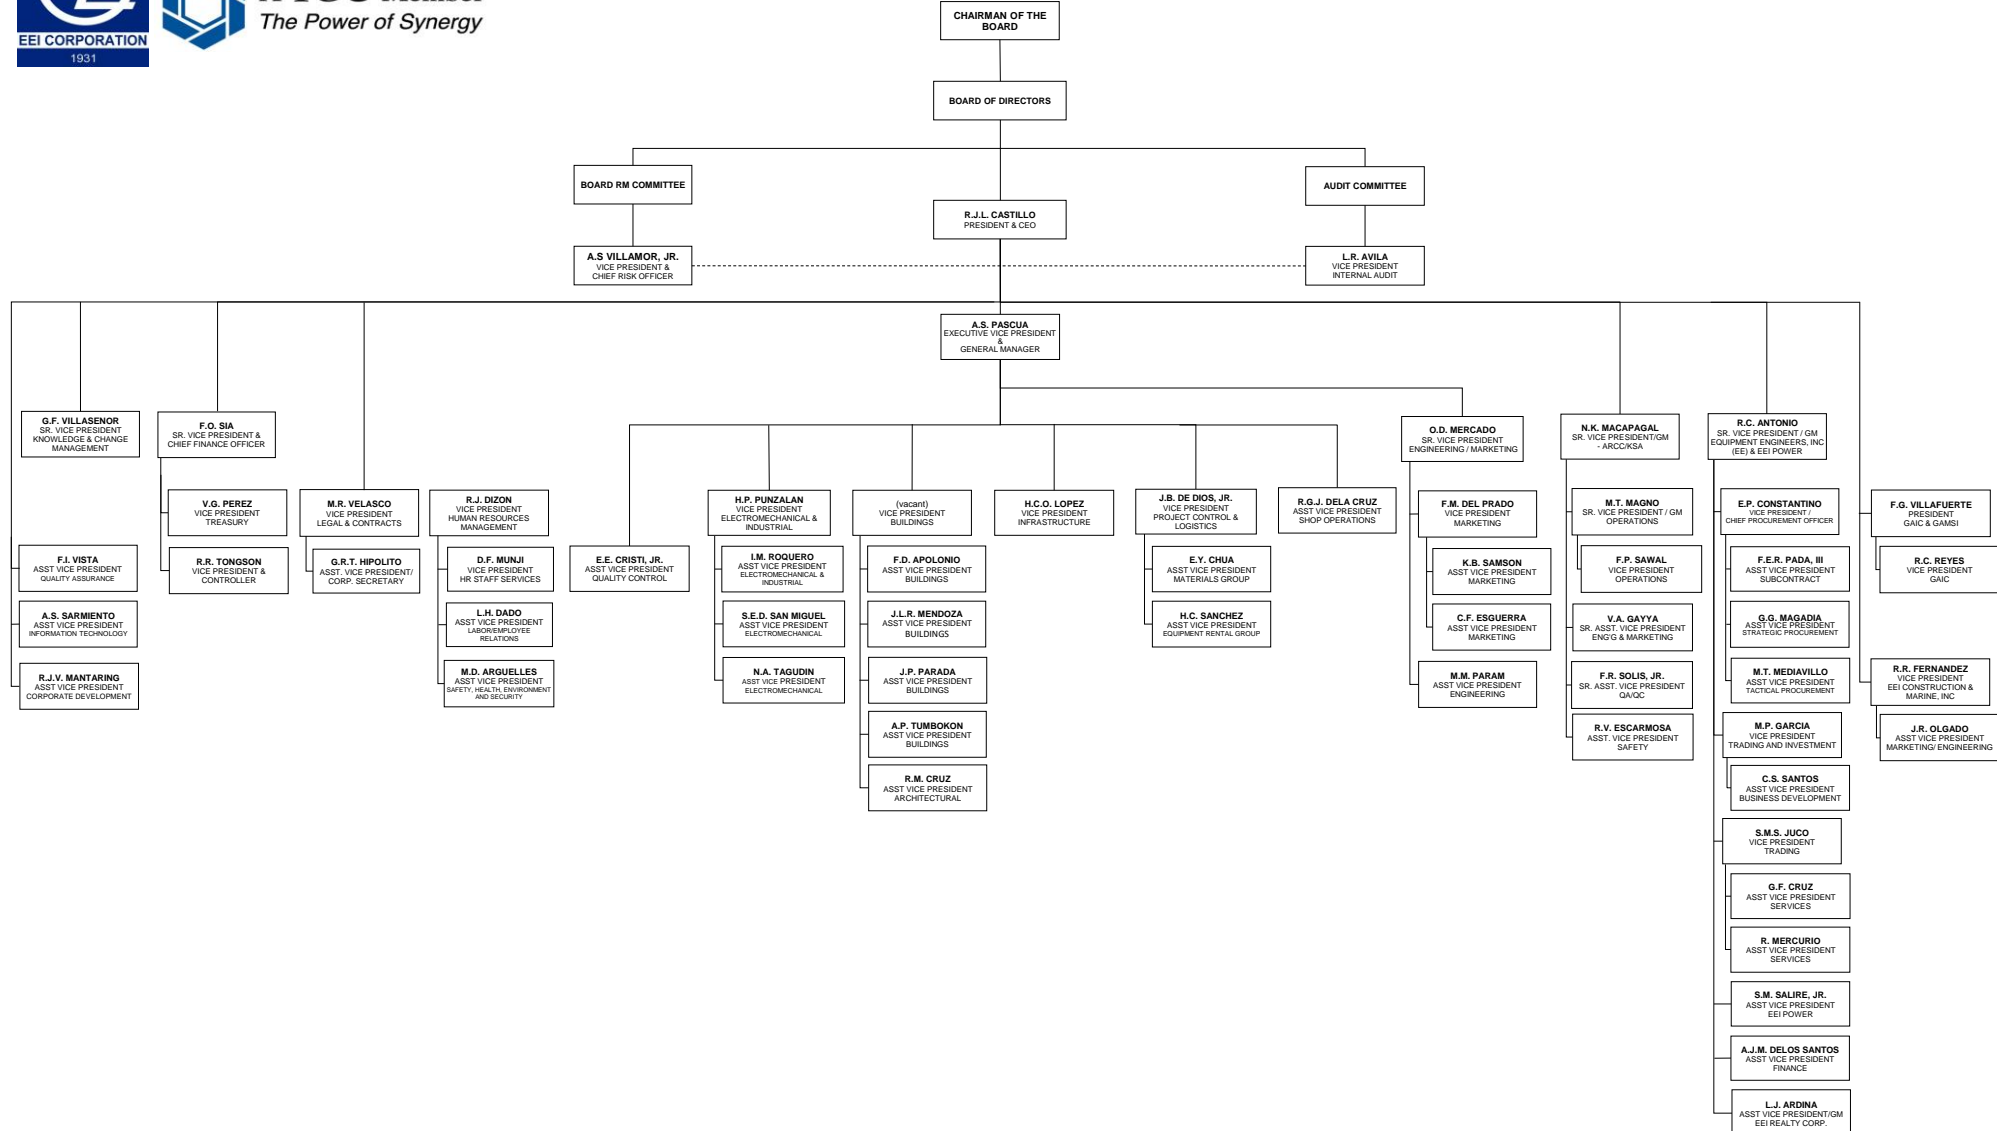 EEI CORPORATION
1931
Member
The Power of Synergy
CHAIRMAN OF THE
BOARD
BOARD OF DIRECTORS
BOARD RM COMMITTEE
AUDIT COMMITTEE
R.J.L. CASTILLO
PRESIDENT & CEO
A.S VILLAMOR, JR.
VICE PRESIDENT &
CHIEF RISK OFFICER
L.R. AVILA
VICE PRESIDENT
INTERNAL AUDIT
A.S. PASCUA
EXECUTIVE VICE PRESIDENT
&
GENERAL MANAGER
G.F. VILLASENOR
SR. VICE PRESIDENT
KNOWLEDGE & CHANGE
MANAGEMENT
F.I. VISTA
ASST VICE PRESIDENT
QUALITY ASSURANCE
A.S. SARMIENTO
ASST VICE PRESIDENT
INFORMATION TECHNOLOGY
R.J.V. MANTARING
ASST VICE PRESIDENT
CORPORATE DEVELOPMENT
F.O. SIA
SR. VICE PRESIDENT &
CHIEF FINANCE OFFICER
V.G. PEREZ
VICE PRESIDENT
TREASURY
R.R. TONGSON
VICE PRESIDENT &
CONTROLLER
M.R. VELASCO
VICE PRESIDENT
LEGAL & CONTRACTS
G.R.T. HIPOLITO
ASST. VICE PRESIDENT/
CORP. SECRETARY
R.J. DIZON
VICE PRESIDENT
HUMAN RESOURCES
MANAGEMENT
D.F. MUNJI
VICE PRESIDENT
HR STAFF SERVICES
L.H. DADO
ASST VICE PRESIDENT
LABOR/EMPLOYEE
RELATIONS
M.D. ARGUELLES
ASST VICE PRESIDENT
SAFETY, HEALTH, ENVIRONMENT
AND SECURITY
E.E. CRISTI, JR.
ASST VICE PRESIDENT
QUALITY CONTROL
H.P. PUNZALAN
VICE PRESIDENT
ELECTROMECHANICAL &
INDUSTRIAL
I.M. ROQUERO
ASST VICE PRESIDENT
ELECTROMECHANICAL &
INDUSTRIAL
S.E.D. SAN MIGUEL
ASST VICE PRESIDENT
ELECTROMECHANICAL
N.A. TAGUDIN
ASST VICE PRESIDENT
ELECTROMECHANICAL
(vacant)
VICE PRESIDENT
BUILDINGS
F.D. APOLONIO
ASST VICE PRESIDENT
BUILDINGS
J.L.R. MENDOZA
ASST VICE PRESIDENT
BUILDINGS
J.P. PARADA
ASST VICE PRESIDENT
BUILDINGS
A.P. TUMBOKON
ASST VICE PRESIDENT
BUILDINGS
R.M. CRUZ
ASST VICE PRESIDENT
ARCHITECTURAL
H.C.O. LOPEZ
VICE PRESIDENT
INFRASTRUCTURE
J.B. DE DIOS, JR.
VICE PRESIDENT
PROJECT CONTROL &
LOGISTICS
E.Y. CHUA
ASST VICE PRESIDENT
MATERIALS GROUP
H.C. SANCHEZ
ASST VICE PRESIDENT
EQUIPMENT RENTAL GROUP
R.G.J. DELA CRUZ
ASST VICE PRESIDENT
SHOP OPERATIONS
O.D. MERCADO
SR. VICE PRESIDENT
ENGINEERING / MARKETING
F.M. DEL PRADO
VICE PRESIDENT
MARKETING
K.B. SAMSON
ASST VICE PRESIDENT
MARKETING
C.F. ESGUERRA
ASST VICE PRESIDENT
MARKETING
M.M. PARAM
ASST VICE PRESIDENT
ENGINEERING
N.K. MACAPAGAL
SR. VICE PRESIDENT/GM
- ARCC/KSA
M.T. MAGNO
SR. VICE PRESIDENT / GM
OPERATIONS
F.P. SAWAL
VICE PRESIDENT
OPERATIONS
V.A. GAYYA
SR. ASST. VICE PRESIDENT
ENG'G & MARKETING
F.R. SOLIS, JR.
SR. ASST. VICE PRESIDENT
QA/QC
R.V. ESCARMOSA
ASST. VICE PRESIDENT
SAFETY
R.C. ANTONIO
SR. VICE PRESIDENT / GM
EQUIPMENT ENGINEERS, INC
(EE) & EEI POWER
E.P. CONSTANTINO
VICE PRESIDENT /
CHIEF PROCUREMENT OFFICER
F.E.R. PADA, III
ASST VICE PRESIDENT
SUBCONTRACT
G.G. MAGADIA
ASST VICE PRESIDENT
STRATEGIC PROCUREMENT
M.T. MEDIAVILLO
ASST VICE PRESIDENT
TACTICAL PROCUREMENT
M.P. GARCIA
VICE PRESIDENT
TRADING AND INVESTMENT
C.S. SANTOS
ASST VICE PRESIDENT
BUSINESS DEVELOPMENT
S.M.S. JUCO
VICE PRESIDENT
TRADING
G.F. CRUZ
ASST VICE PRESIDENT
SERVICES
R. MERCURIO
ASST VICE PRESIDENT
SERVICES
S.M. SALIRE, JR.
ASST VICE PRESIDENT
EEI POWER
A.J.M. DELOS SANTOS
ASST VICE PRESIDENT
FINANCE
L.J. ARDINA
ASST VICE PRESIDENT/GM
EEI REALTY CORP.
F.G. VILLAFUERTE
PRESIDENT
GAIC & GAMSI
R.C. REYES
VICE PRESIDENT
GAIC
R.R. FERNANDEZ
VICE PRESIDENT
EEI CONSTRUCTION &
MARINE, INC
J.R. OLGADO
ASST VICE PRESIDENT
MARKETING/ ENGINEERING